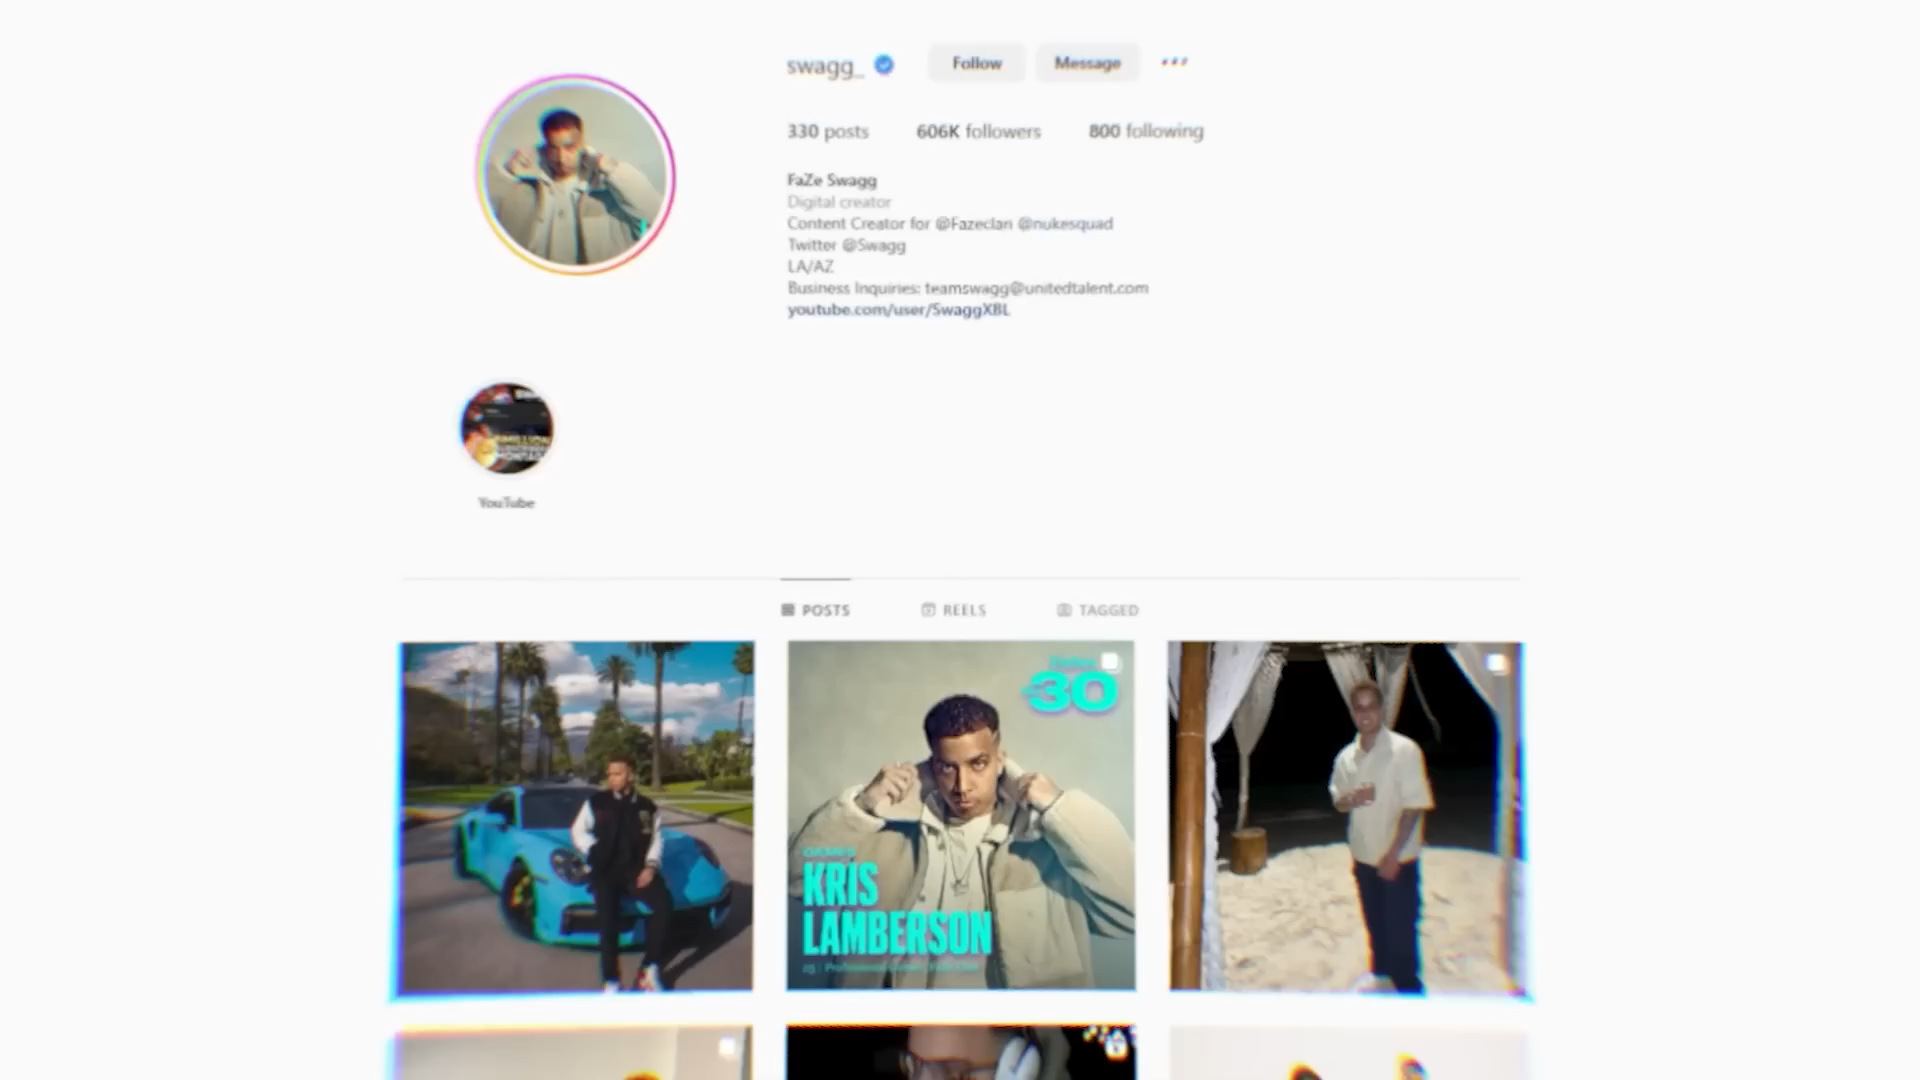 swagg_
Follow
Message
330 posts
606K followers
800 following
FaZe Swagg
Digital creator
Content Creator for @Fazeclan @nukesquad
Twitter @Swagg
LA/AZ
Business Inquiries: teamswagg@unitedtalent.com
youtube.com/user/SwaggXBL
YouTube
POSTS
REELS
TAGGED
30
GAMES
KRIS
LAMBERSON